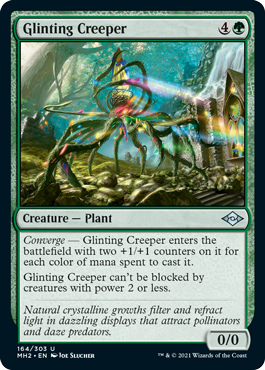 Glinting Creeper 4
Creature — Plant
Converge — Glinting Creeper enters the
battlefield with two +1/+1 counters on it for
each color of mana spent to cast it.
Glinting Creeper can't be blocked by
creatures with power 2 or less.
Natural crystalline growths filter and refract
light in dazzling displays that attract pollinators
and daze predators.
0/0
164/303 U
MH2 • EN Joe Slucher
™ & © 2021 Wizards of the Coast